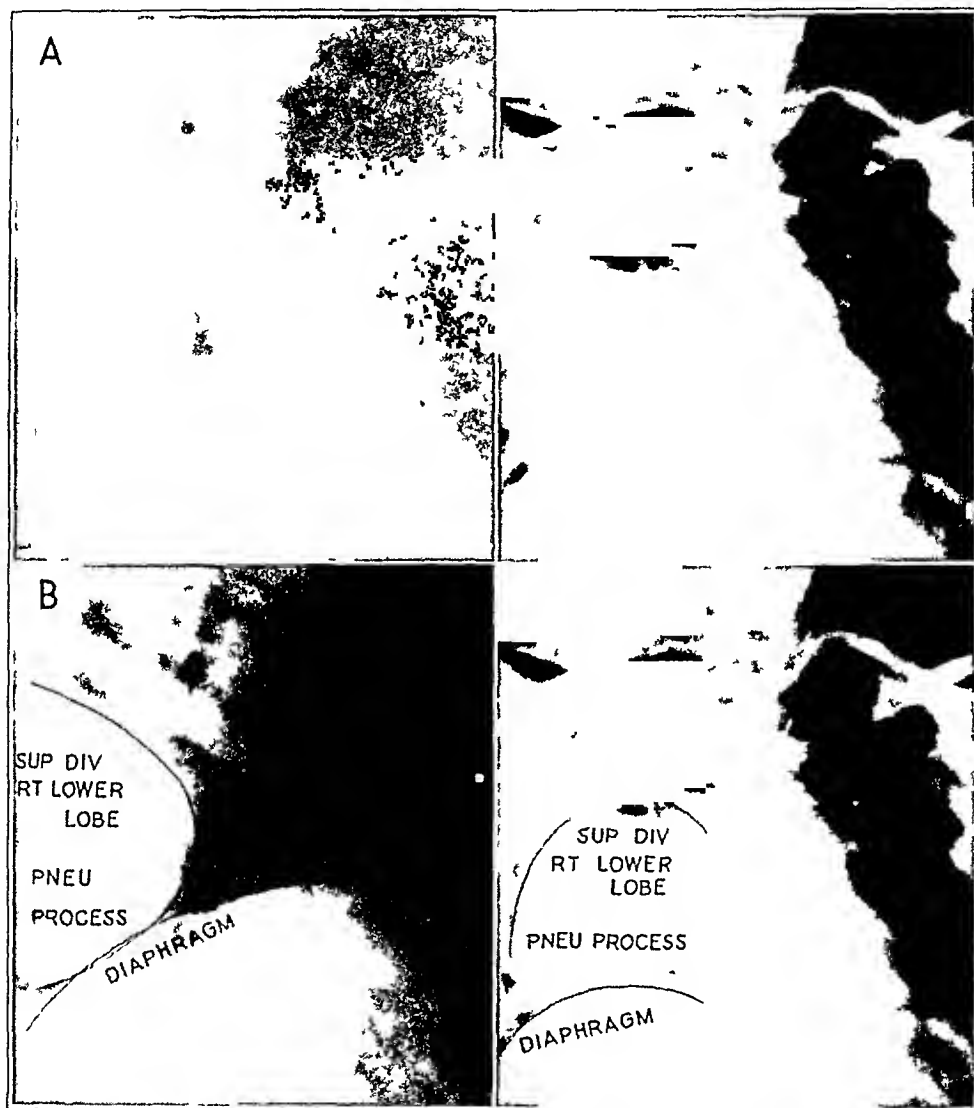 A
B
SUP DIV
RT LOWER
LOBE
PNEU
PROCESS
DIAPHRAGM
SUP DIV
RT LOWER
LOBE
PNEU PROCESS
DIAPHRAGM